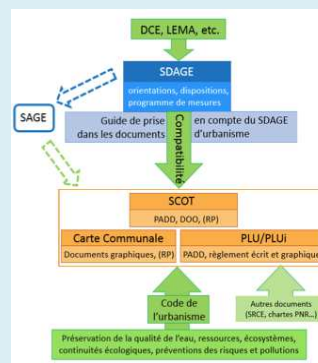 DCE, LEMA, etc.
SDAGE
orientations, dispositions,
programme de mesures
SAGE
Guide de prise en compte du SDAGE
dans les documents d'urbanisme
Compatibilité
SCOT
PADD, DOO, (RP)
Carte Communale
Documents graphiques, (RP)
PLU/PLUi
PADD, règlement écrit et graphique
Code de
l'urbanisme
Autres documents
(SRCE, chartes PNR...)
Préservation de la qualité de l'eau, ressources, écosystèmes,
continuités écologiques, préventions des risques et pollutions